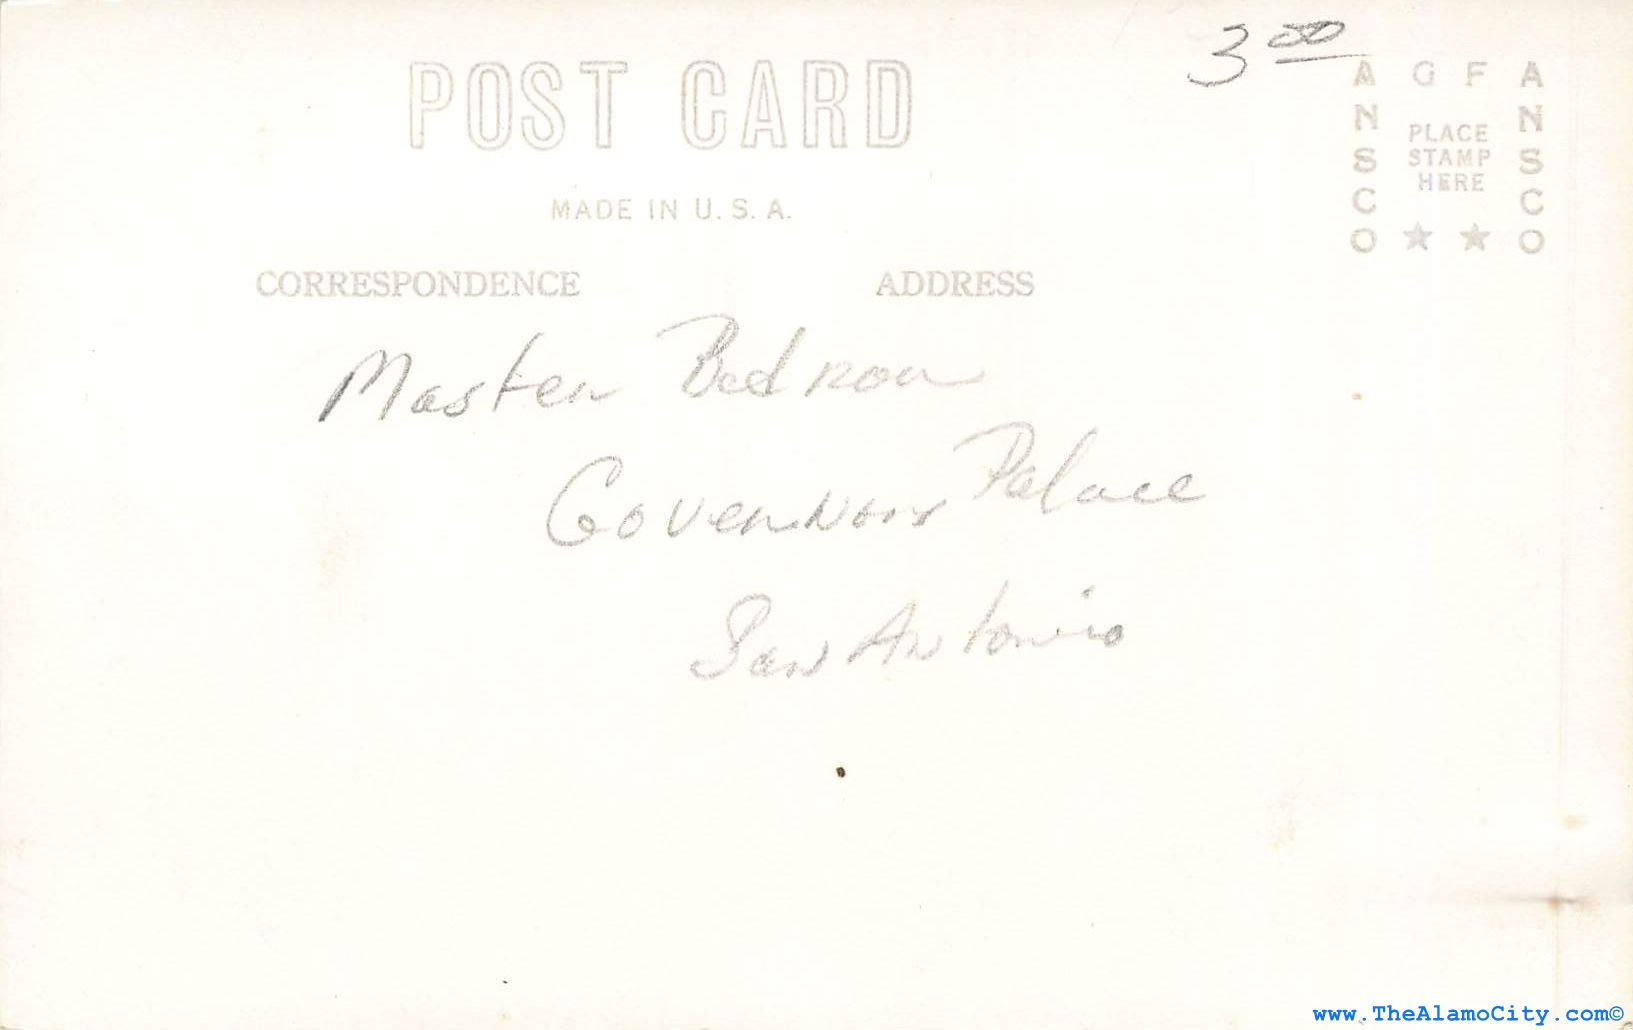 3 00
POST CARD
MADE IN U.S.A.
CORRESPONDENCE ADDRESS
A G F A
N N
S PLACE S
C STAMP C
O HERE O
Master Bedroom
Governors Palace
San Antonio
www.TheAlamoCity.com©